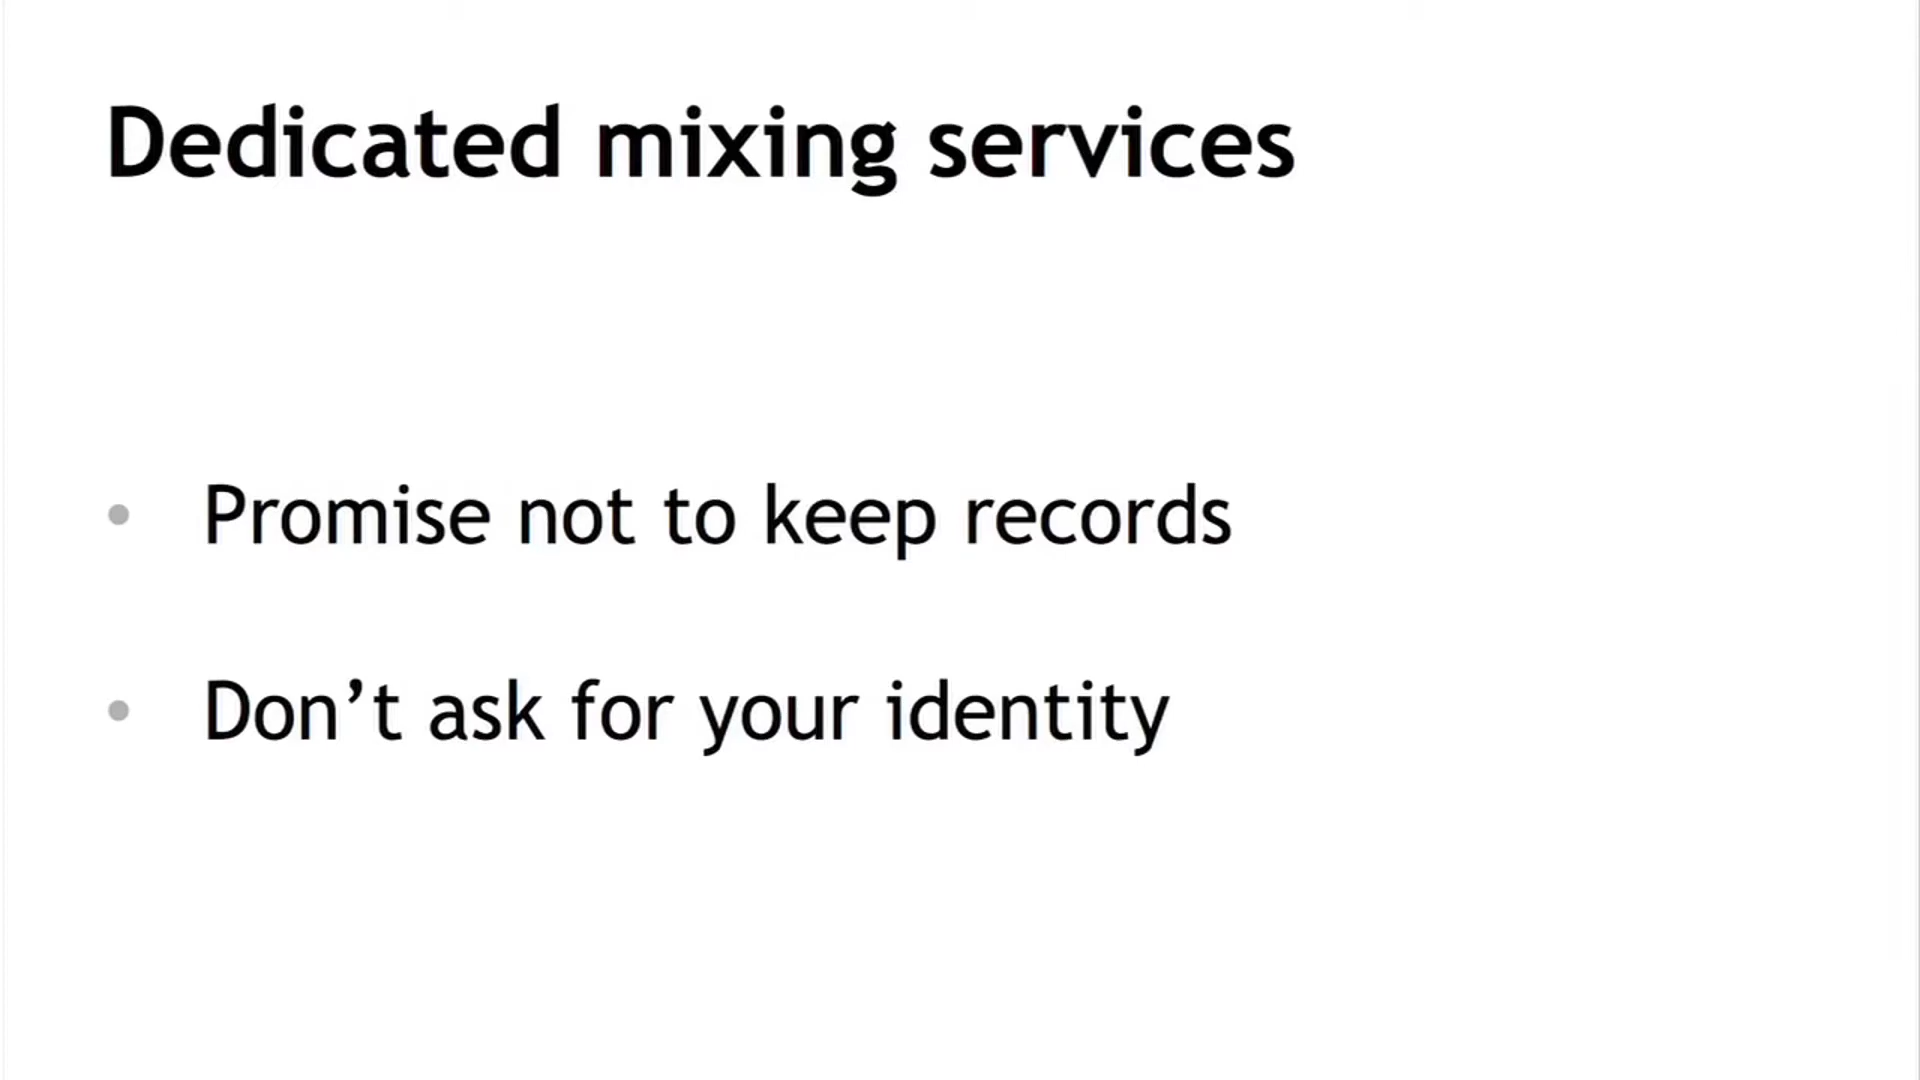 Dedicated mixing services
• Promise not to keep records
• Don’t ask for your identity